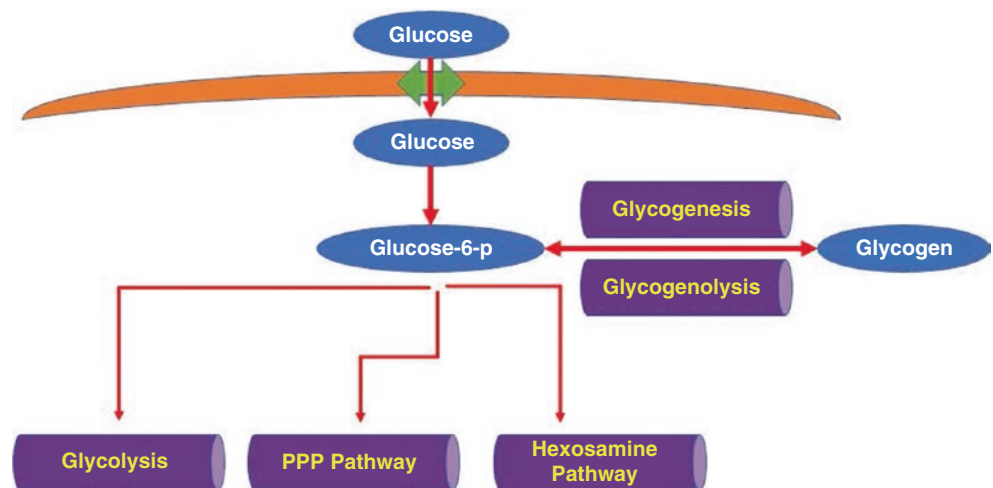 Glucose
Glucose
Glycogenesis
Glucose-6-p
Glycogen
Glycogenolysis
Glycolysis
PPP Pathway
Hexosamine
Pathway